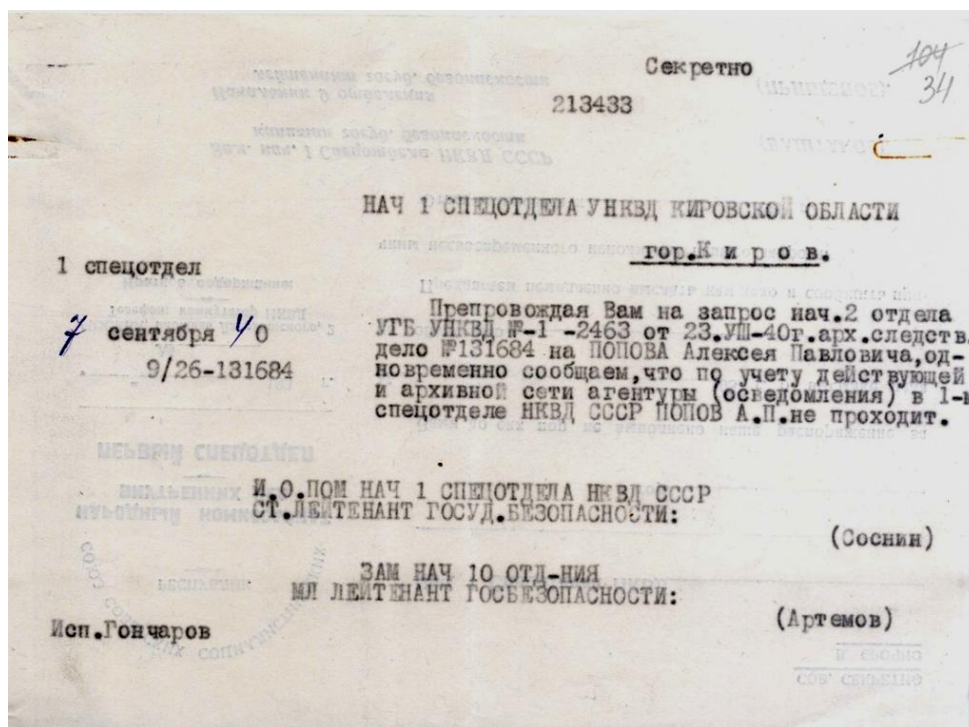 Секретно
104
34
213433
НАЧ 1 СПЕЦОТДЕЛА УНКВД КИРОВСКОЙ ОБЛАСТИ
гор.К и р о в.
1 спецотдел
7 сентября 40
9/26-131684
Препровождая Вам на запрос нач.2 отдела
УГБ УНКВД №-1 -2463 от 23.УШ-40г.арх.следств.
дело №131684 на ПОПОВА Алексея Павловича,од-
новременно сообщаем,что по учету действующей
и архивной сети агентуры (осведомления) в 1-м
спецотделе НКВД СССР ПОПОВ А.П.не проходит.
И.О.ПОМ НАЧ 1 СПЕЦОТДЕЛА НКВД СССР
СТ.ЛЕЙТЕНАНТ ГОСУД.БЕЗОПАСНОСТИ:
(Соснин)
ЗАМ НАЧ 10 ОТД-НИЯ
МЛ ЛЕЙТЕНАНТ ГОСБЕЗОПАСНОСТИ:
(Артемов)
Исп.Гончаров